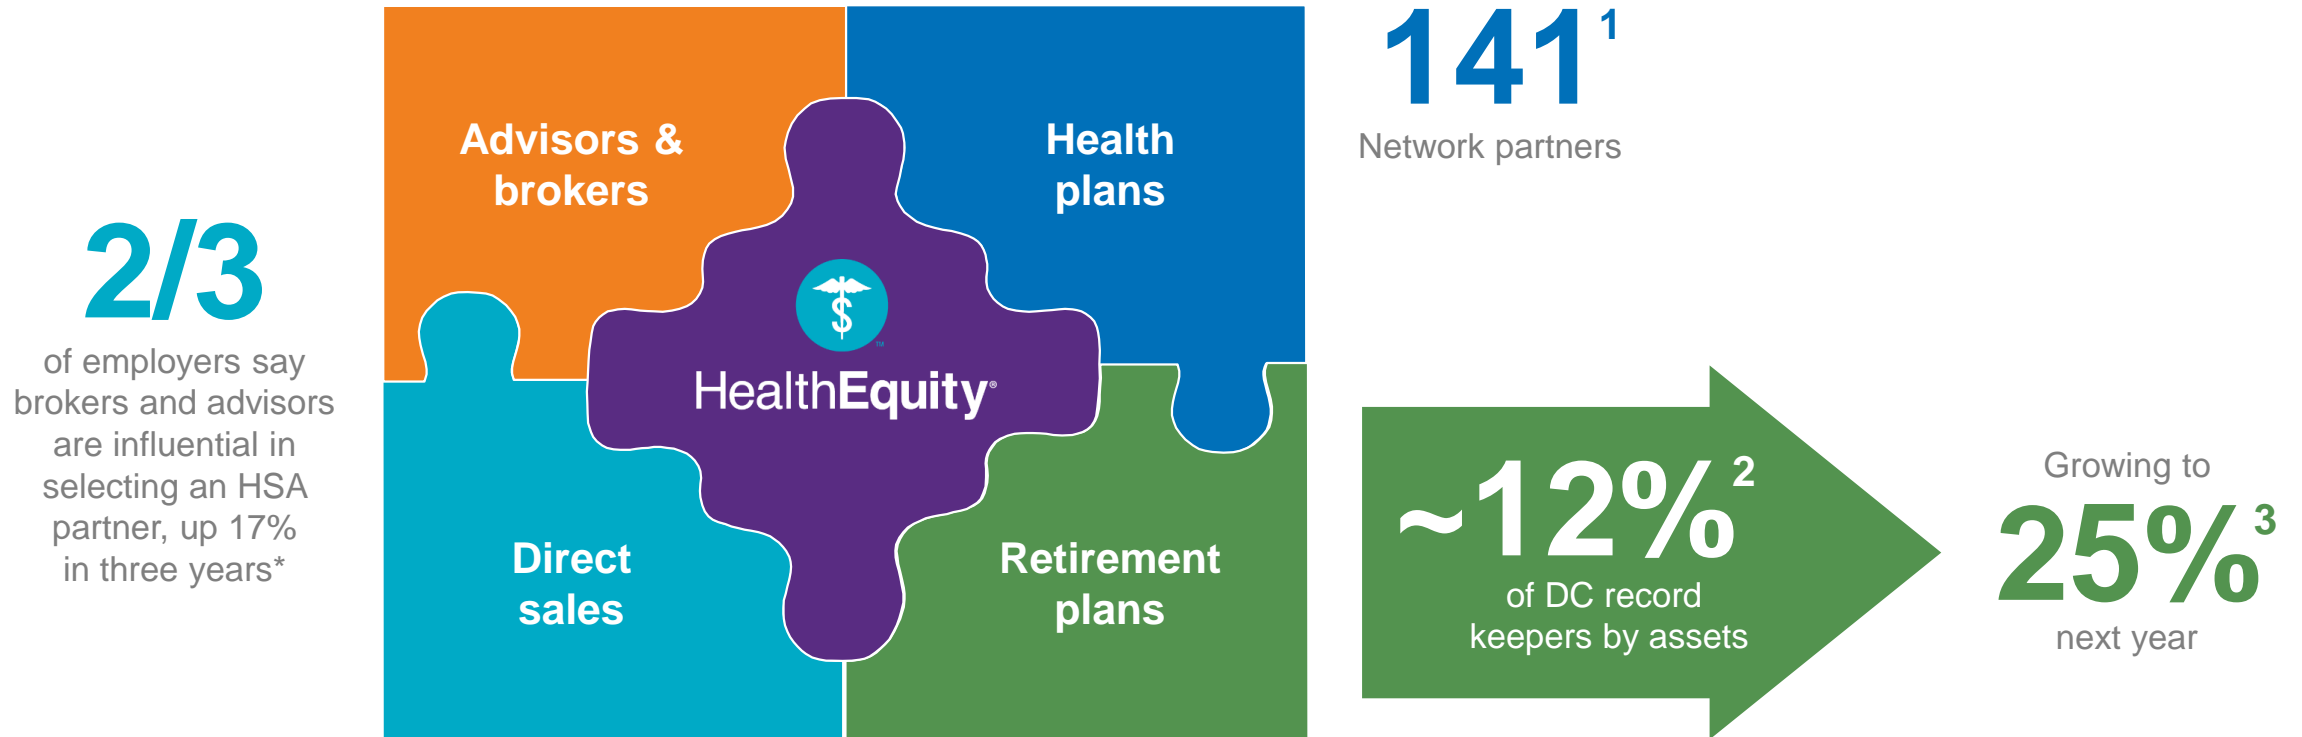 2/3
of employers say
brokers and advisors
are influential in
selecting an HSA
partner, up 17%
in three years*
Advisors &
brokers
Health
plans
HealthEquity®
TM
Direct
sales
Retirement
plans
141¹
Network partners
~12%²
of DC record
keepers by assets
Growing to
25%³
next year